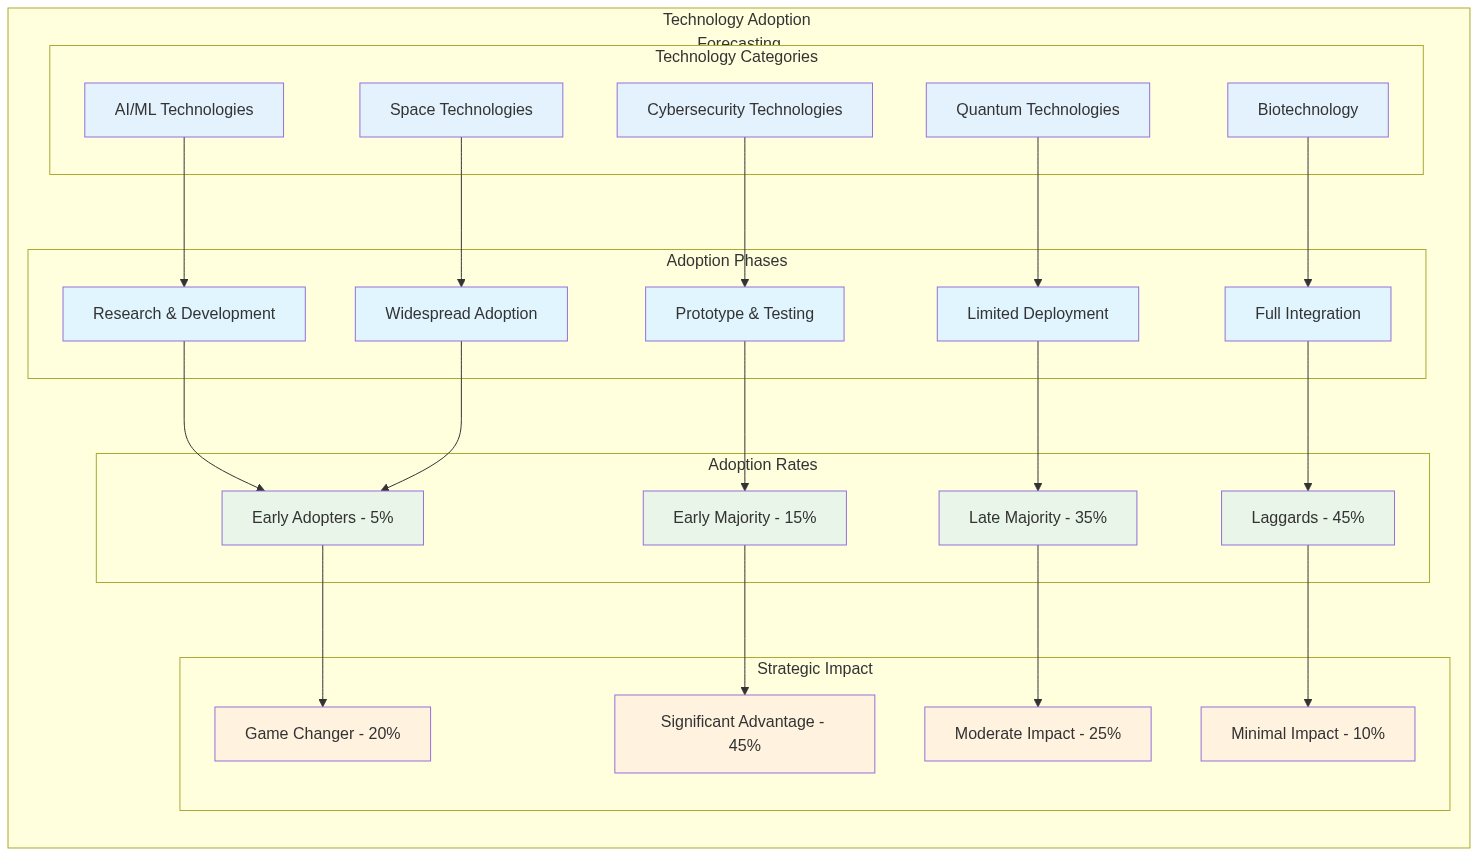 Technology Adoption
Forecasting
Technology Categories
AI/ML Technologies
Space Technologies
Cybersecurity Technologies
Quantum Technologies
Biotechnology
Adoption Phases
Research & Development
Widespread Adoption
Prototype & Testing
Limited Deployment
Full Integration
Adoption Rates
Early Adopters - 5%
Early Majority - 15%
Late Majority - 35%
Laggards - 45%
Strategic Impact
Game Changer - 20%
Significant Advantage -
45%
Moderate Impact - 25%
Minimal Impact - 10%